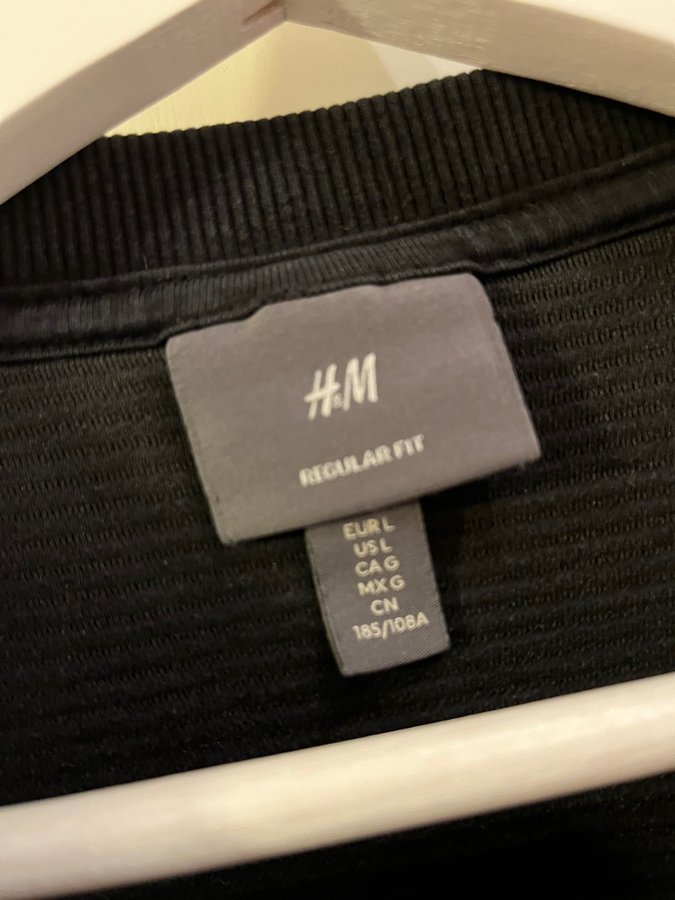 H&M
REGULAR FIT
EUR L
US L
CA G
MX G
CN
185/108A